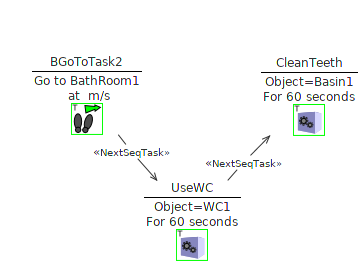 BGoToTask2
Go to BathRoom1
at m/s
T
«NextSeqTask»
UseWC
Object=WC1
For 60 seconds
T
«NextSeqTask»
CleanTeeth
Object=Basin1
For 60 seconds
T